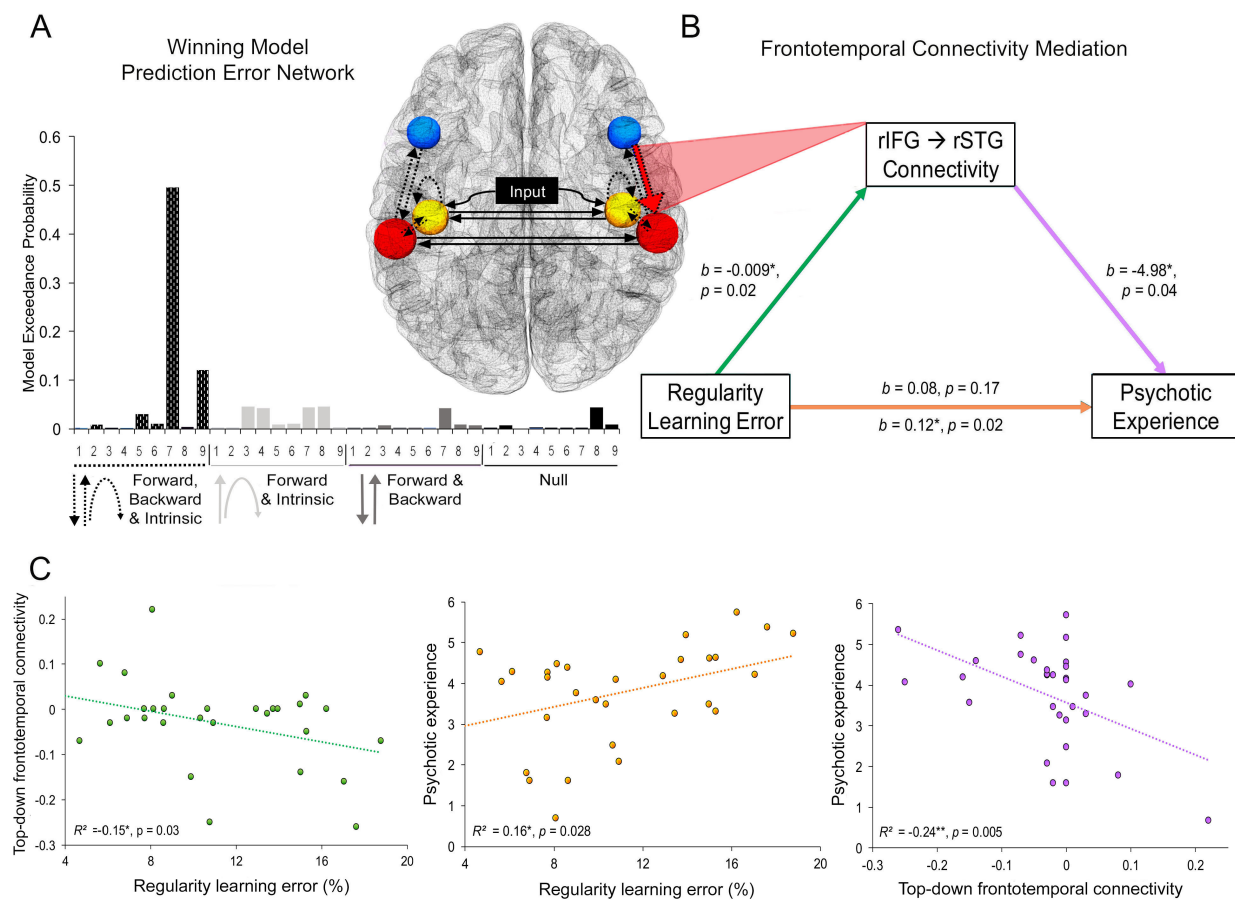 A
Winning Model
Prediction Error Network
Model Exceedance Probability
0.6
0.5
0.4
0.3
0.2
0.1
0
Input
1 2 3 4 5 6 7 8 9 1 2 3 4 5 6 7 8 9 1 2 3 4 5 6 7 8 9 1 2 3 4 5 6 7 8 9
Forward,
Backward
& Intrinsic
Forward
& Intrinsic
Forward &
Backward
Null
B
Frontotemporal Connectivity Mediation
rIFG → rSTG
Connectivity
b = -0.009*,
p = 0.02
b = -4.98*,
p = 0.04
Regularity
Learning Error
b = 0.08, p = 0.17
b = 0.12*, p = 0.02
Psychotic
Experience
C
Top-down frontotemporal connectivity
0.2
0.1
0
-0.1
-0.2
-0.3
R² =-0.15*, p = 0.03
4 8 12 16 20
Regularity learning error (%)
Psychotic experience
6
5
4
3
2
1
0
R² = 0.16*, p = 0.028
4 8 12 16 20
Regularity learning error (%)
Psychotic experience
6
5
4
3
2
1
0
R² = -0.24**, p = 0.005
-0.3 -0.2 -0.1 0 0.1 0.2
Top-down frontotemporal connectivity